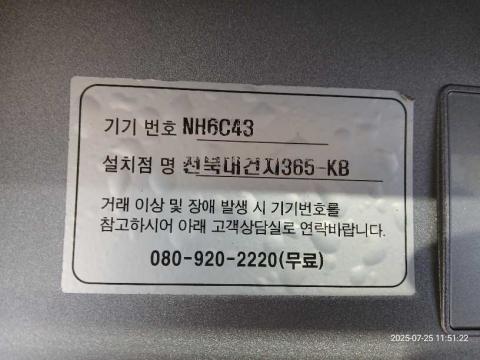 기기 번호 NH6C43
설치점 명 전북대건지365-KB
거래 이상 및 장애 발생 시 기기번호를
참고하시어 아래 고객상담실로 연락바랍니다.
080-920-2220(무료)
2025-07-25 11:51:22